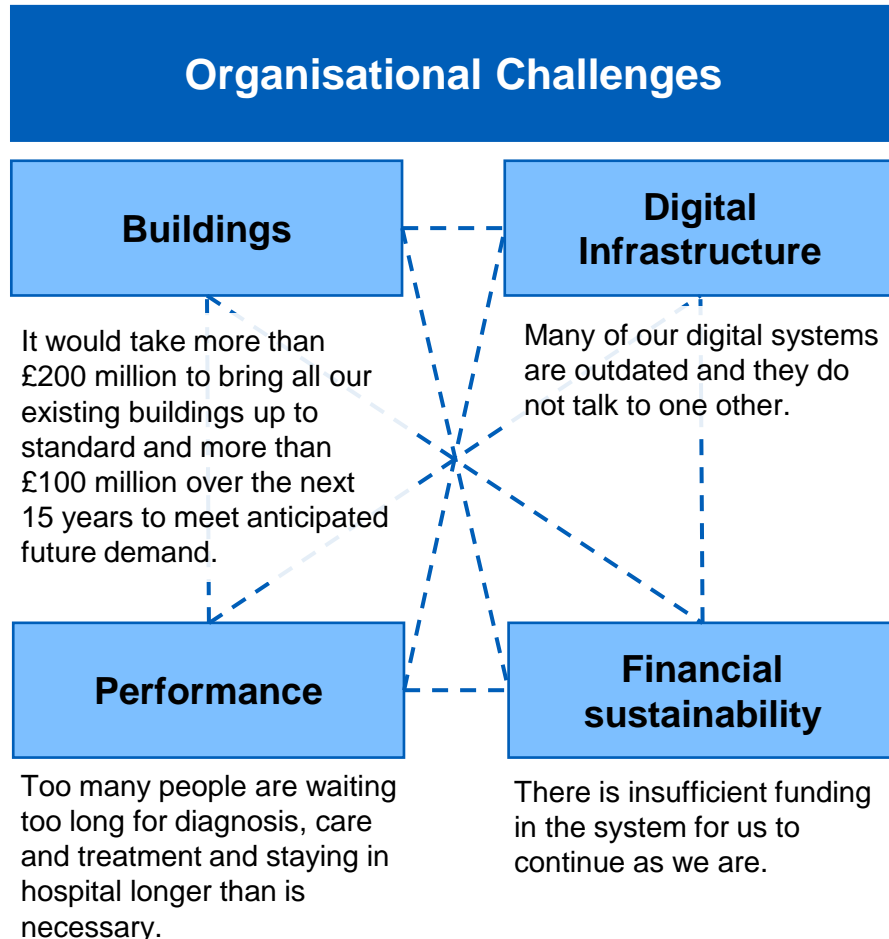 Organisational Challenges
Buildings
It would take more than
£200 million to bring all our
existing buildings up to
standard and more than
£100 million over the next
15 years to meet anticipated
future demand.
Digital
Infrastructure
Many of our digital systems
are outdated and they do
not talk to one other.
Performance
Too many people are waiting
too long for diagnosis, care
and treatment and staying in
hospital longer than is
necessary.
Financial
sustainability
There is insufficient funding
in the system for us to
continue as we are.